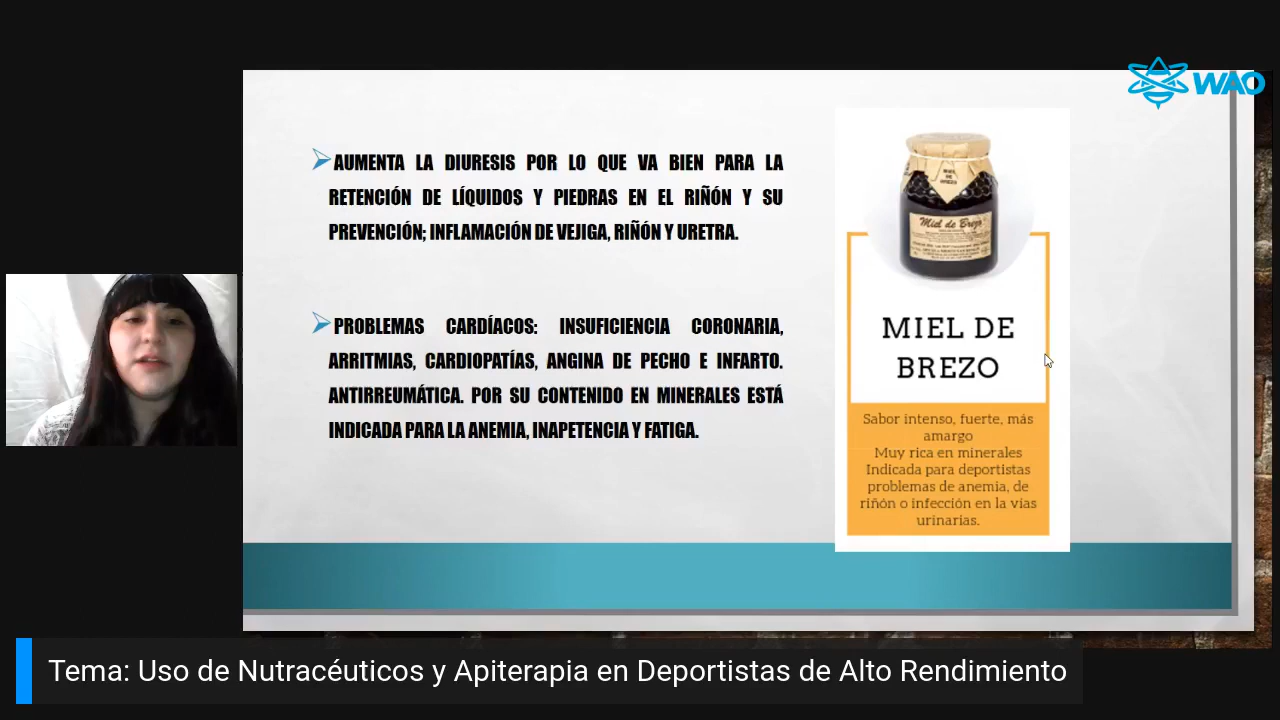 WAO
AUMENTA LA DIURESIS POR LO QUE VA BIEN PARA LA
RETENCIÓN DE LÍQUIDOS Y PIEDRAS EN EL RIÑÓN Y SU
PREVENCIÓN; INFLAMACIÓN DE VEJIGA, RIÑÓN Y URETRA.
PROBLEMAS CARDÍACOS: INSUFICIENCIA CORONARIA,
ARRITMIAS, CARDIOPATÍAS, ANGINA DE PECHO E INFARTO.
ANTIRREUMÁTICA. POR SU CONTENIDO EN MINERALES ESTÁ
INDICADA PARA LA ANEMIA, INAPETENCIA Y FATIGA.
MIEL
DE
BREZO
Miel de Brezo
MIEL DE
BREZO
Sabor intenso, fuerte, más
amargo
Muy rica en minerales
Indicada para deportistas
problemas de anemia, de
riñón o infección en la vias
urinarias.
Tema: Uso de Nutracéuticos y Apiterapia en Deportistas de Alto Rendimiento